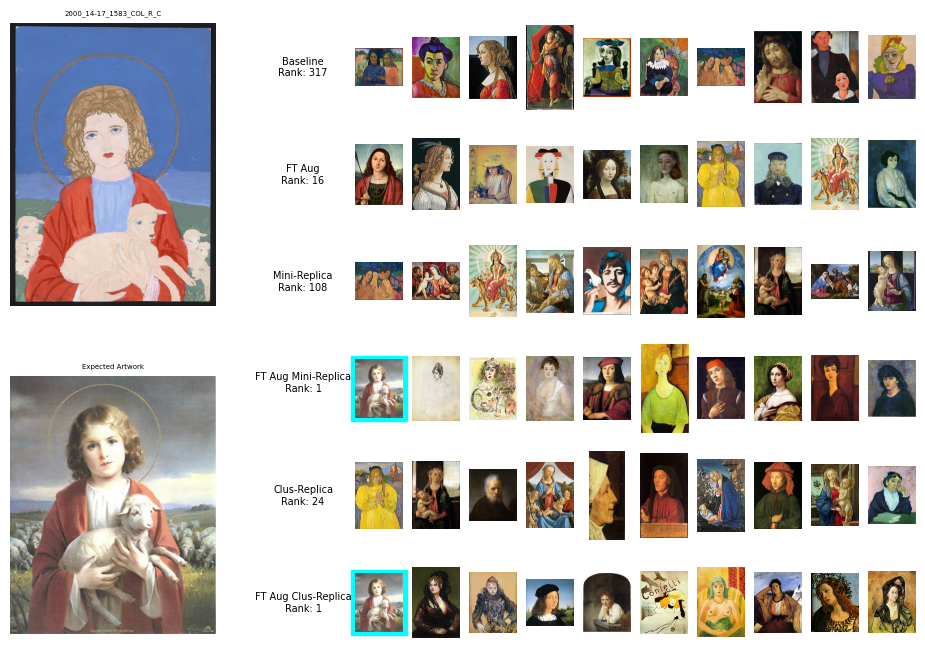 2000_14-17_1583_COL_R_C
Baseline
Rank: 317
FT Aug
Rank: 16
Mini-Replica
Rank: 108
Expected Artwork
FT Aug Mini-Replica
Rank: 1
Clus-Replica
Rank: 24
FT Aug Clus-Replica
Rank: 1